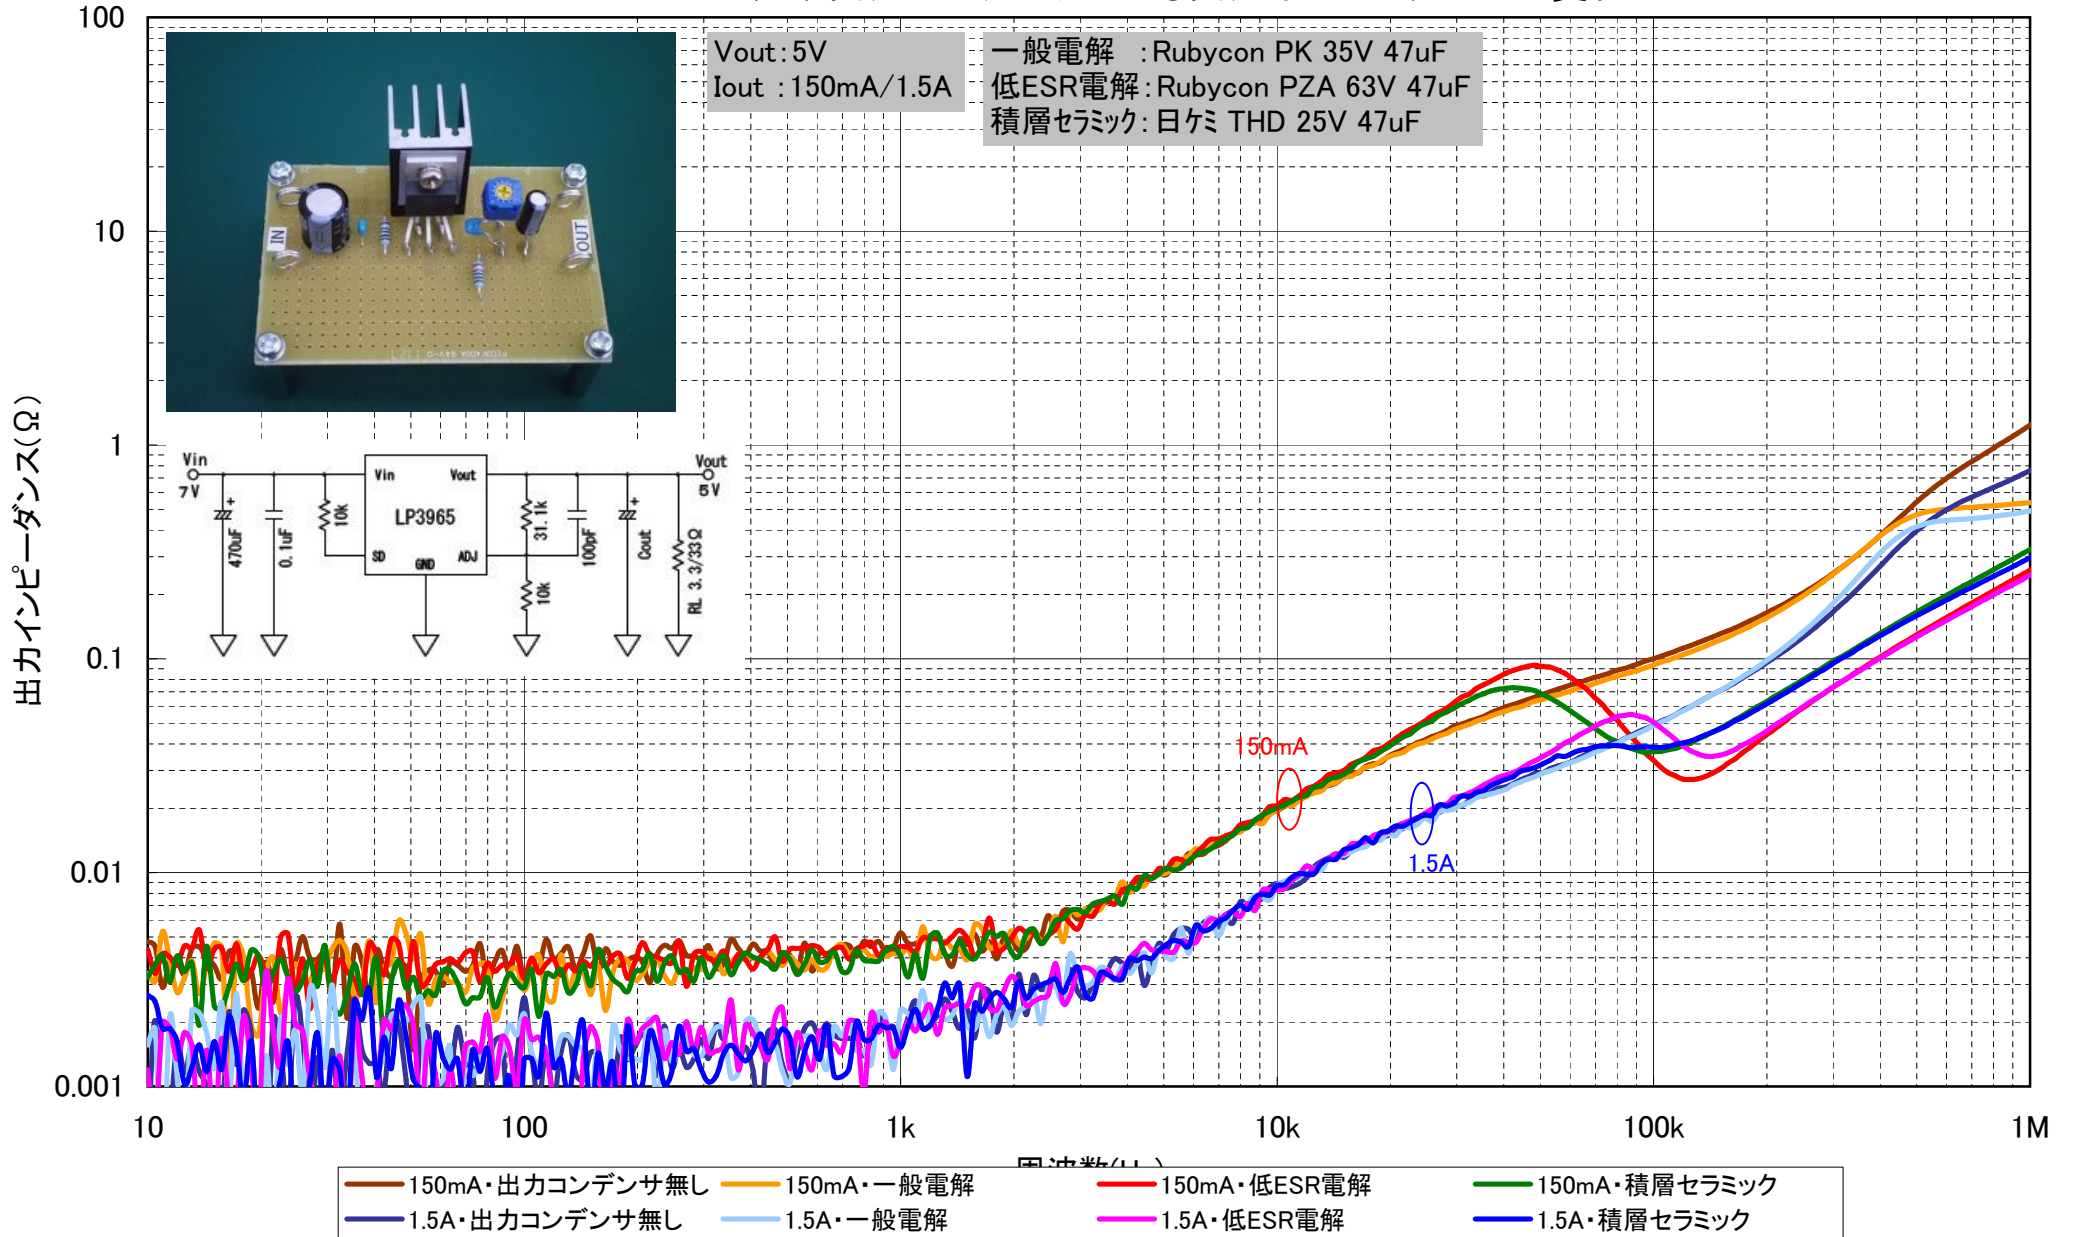 100
10
1
0.1
0.01
0.001
出力インピーダンス(Ω)
Vout:5V
Iout :150mA/1.5A
一般電解 :Rubycon PK 35V 47uF
低ESR電解:Rubycon PZA 63V 47uF
積層セラミック:日ケミ THD 25V 47uF
IN
OUT
Vin
7V
470uF
0.1uF
10k
Vin
Vout
LP3965
SD
GND
ADJ
31.1k
10k
100pF
Cout
RL 3.3/33Ω
Vout
5V
150mA
1.5A
10
100
1k
10k
100k
1M
150mA・出力コンデンサ無し
150mA・一般電解
150mA・低ESR電解
150mA・積層セラミック
1.5A・出力コンデンサ無し
1.5A・一般電解
1.5A・低ESR電解
1.5A・積層セラミック